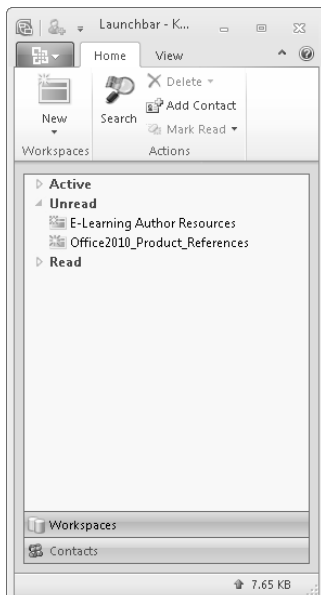 Launchbar - K...
Home View
New
Search
Delete
Add Contact
Mark Read
Workspaces Actions
Active
Unread
E-Learning Author Resources
Office2010_Product_References
Read
Workspaces
Contacts
7.65 KB